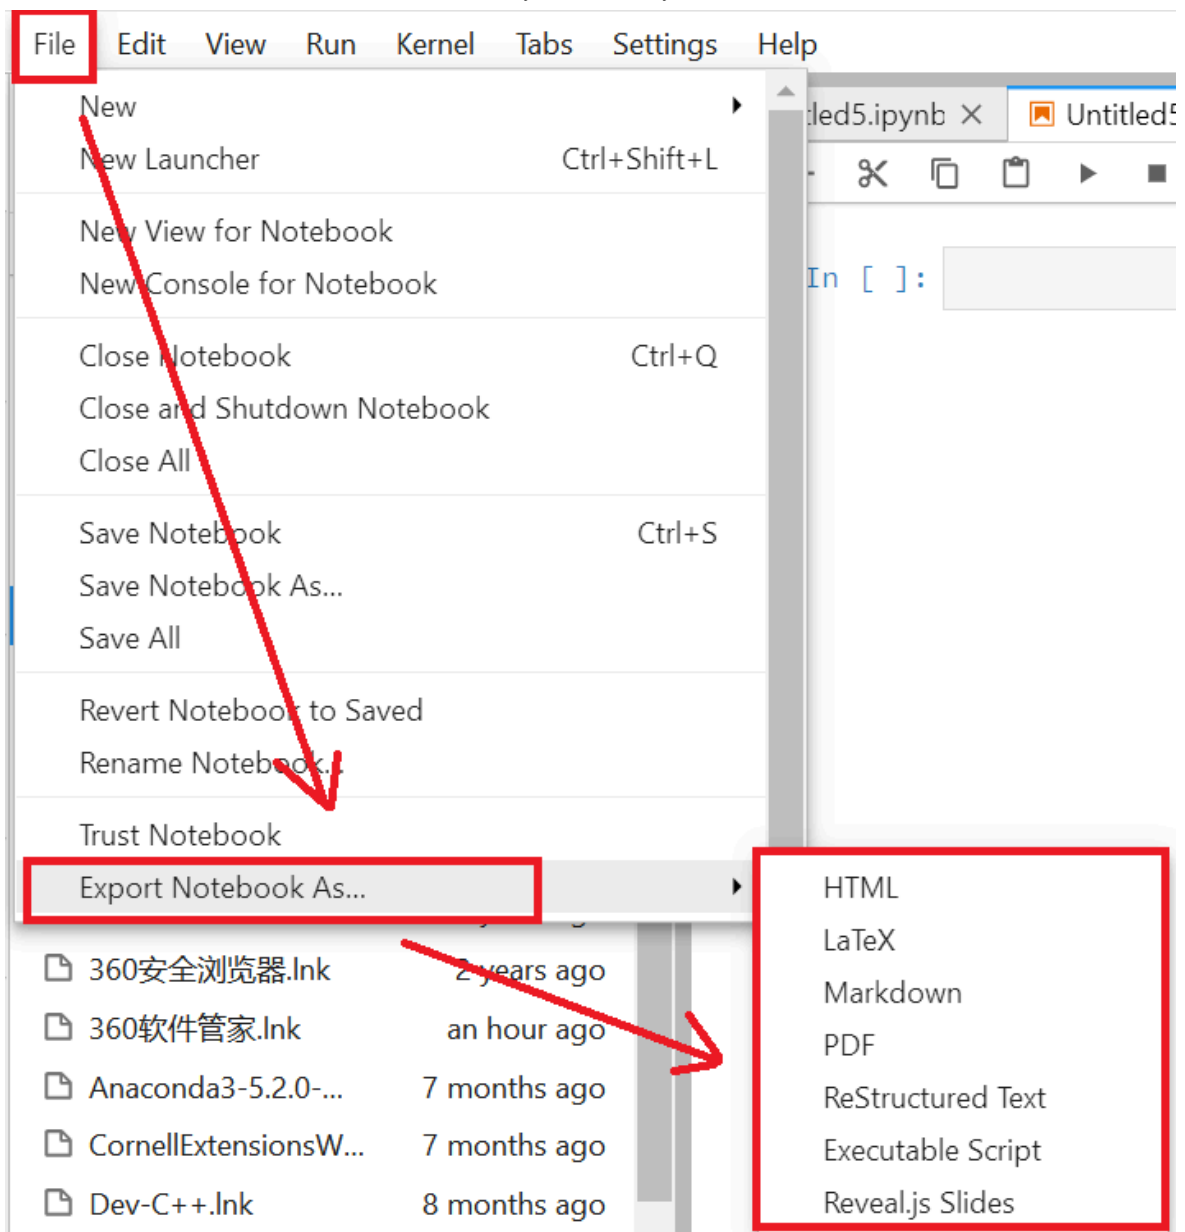 File Edit View Run Kernel Tabs Settings Help
New
New Launcher Ctrl+Shift+L
New View for Notebook
New Console for Notebook
Close Notebook Ctrl+Q
Close and Shutdown Notebook
Close All
Save Notebook Ctrl+S
Save Notebook As...
Save All
Revert Notebook to Saved
Rename Notebook...
Trust Notebook
Export Notebook As...
HTML
LaTeX
Markdown
PDF
ReStructured Text
Executable Script
Reveal.js Slides
tled5.ipynb Untitled5
In [ ]:
360安全浏览器.lnk 2 years ago
360软件管家.lnk an hour ago
Anaconda3-5.2.0-... 7 months ago
CornellExtensionsW... 7 months ago
Dev-C++.lnk 8 months ago